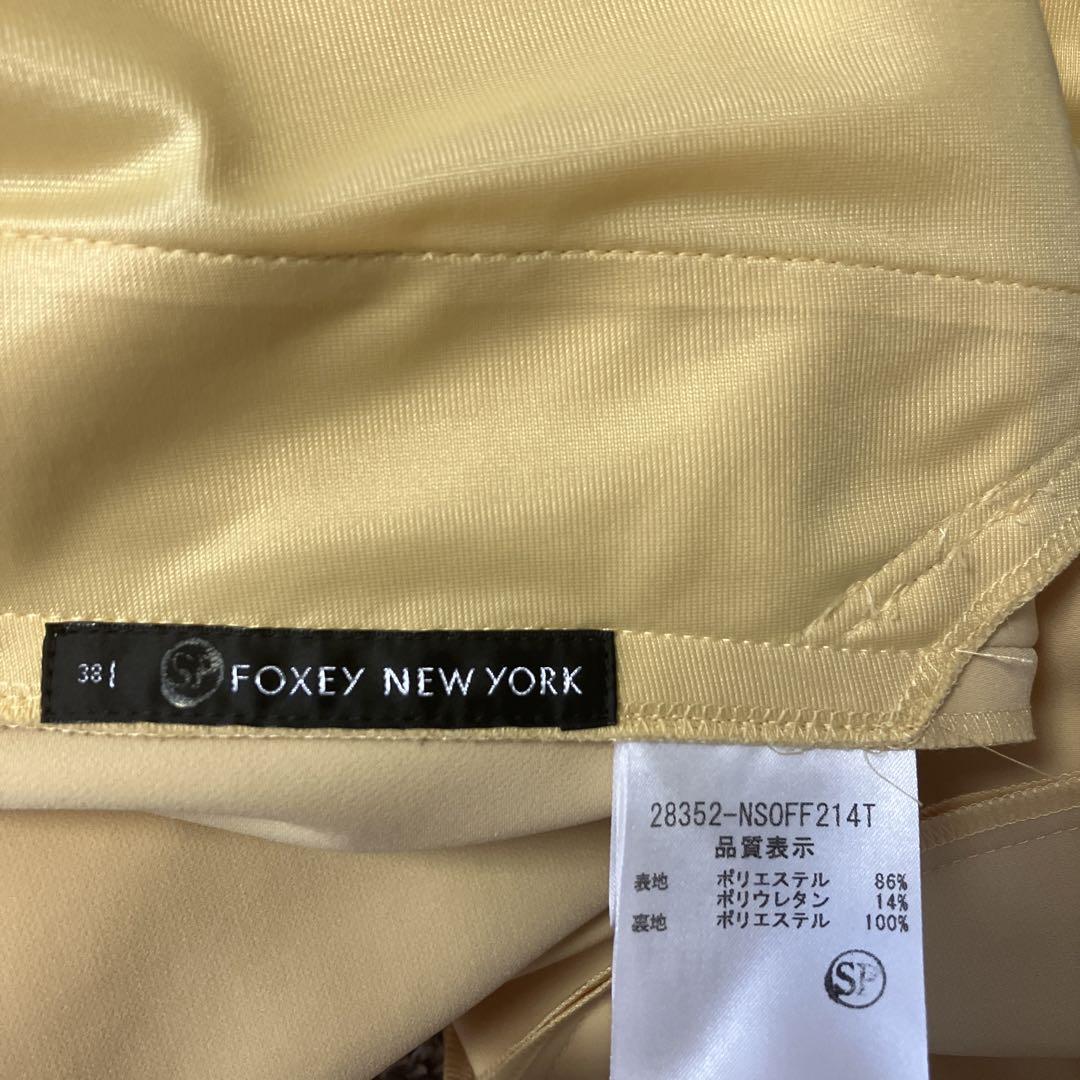 38
SP FOXEY NEW YORK
28352-NSOFF214T
品質表示
表地 ポリエステル 86%
ポリウレタン 14%
裏地 ポリエステル 100%
SP